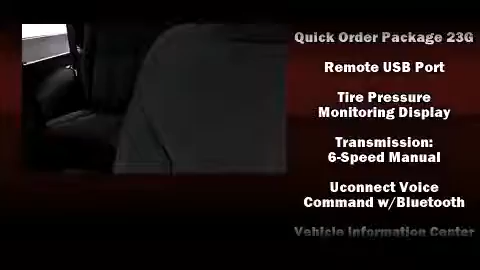 Quick Order Package 23G
Remote USB Port
Tire Pressure
Monitoring Display
Transmission:
6-Speed Manual
Uconnect Voice
Command w/Bluetooth
Vehicle Information Center